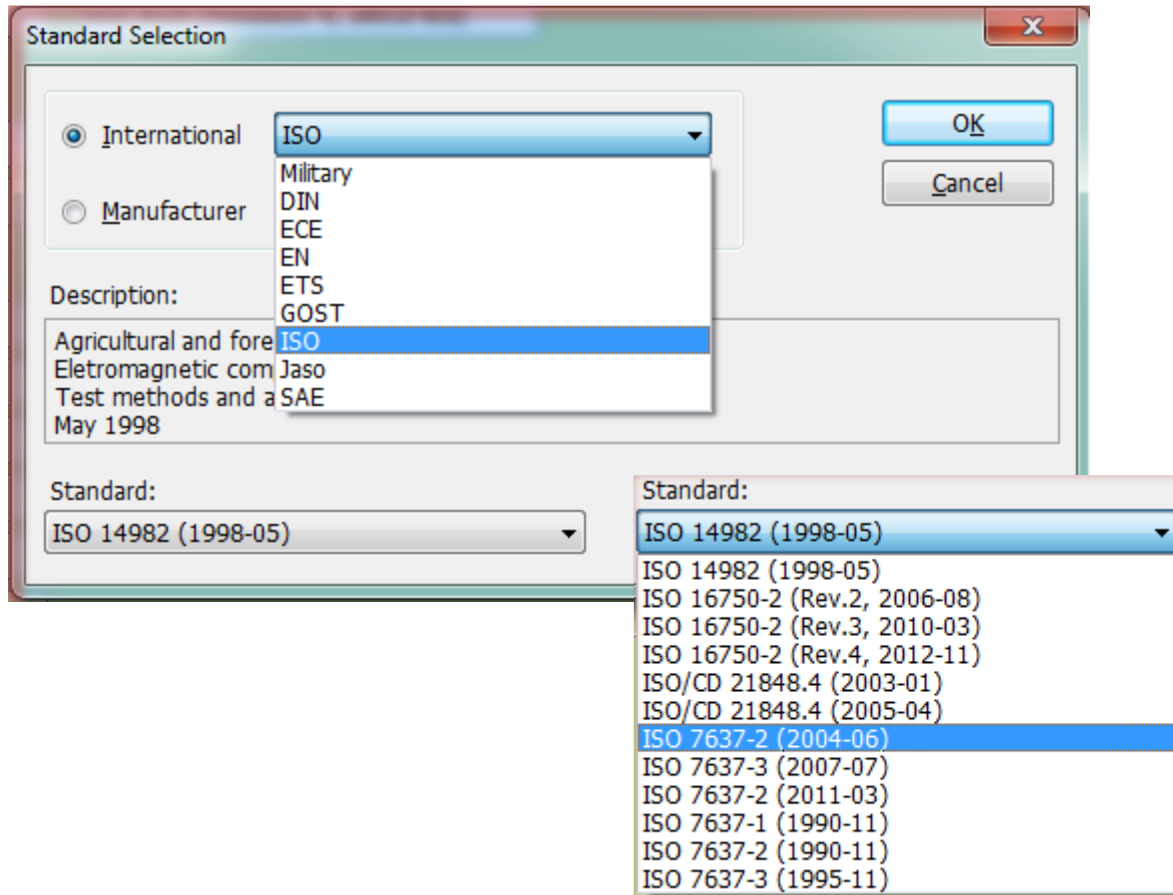 Standard Selection
International
ISO
OK
Military
Cancel
DIN
Manufacturer
ECE
EN
ETS
Description:
GOST
Agricultural and fore
ISO
Eletromagnetic com
Jaso
Test methods and a
SAE
May 1998
Standard:
ISO 14982 (1998-05)
Standard:
ISO 14982 (1998-05)
ISO 14982 (1998-05)
ISO 16750-2 (Rev.2, 2006-08)
ISO 16750-2 (Rev.3, 2010-03)
ISO 16750-2 (Rev.4, 2012-11)
ISO/CD 21848.4 (2003-01)
ISO/CD 21848.4 (2005-04)
ISO 7637-2 (2004-06)
ISO 7637-3 (2007-07)
ISO 7637-2 (2011-03)
ISO 7637-1 (1990-11)
ISO 7637-2 (1990-11)
ISO 7637-3 (1995-11)